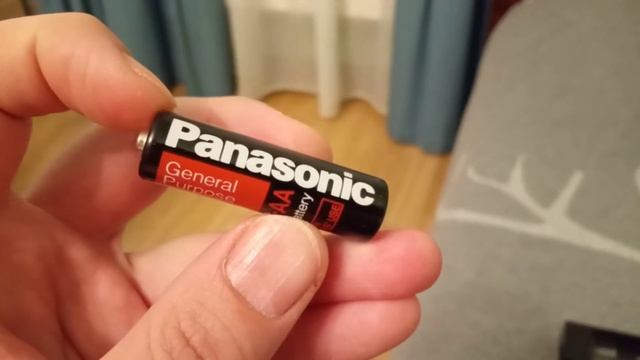 Panasonic
General
Purpose
AA